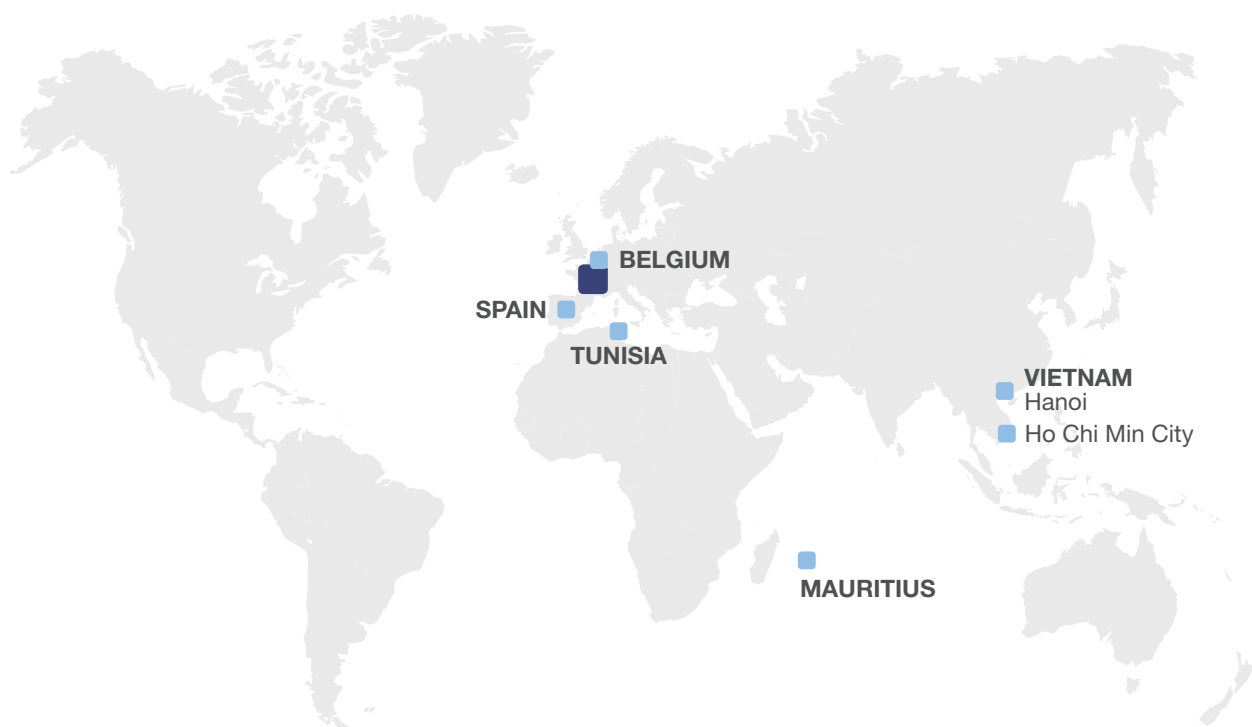 BELGIUM
SPAIN
TUNISIA
VIETNAM
Hanoi
Ho Chi Min City
MAURITIUS